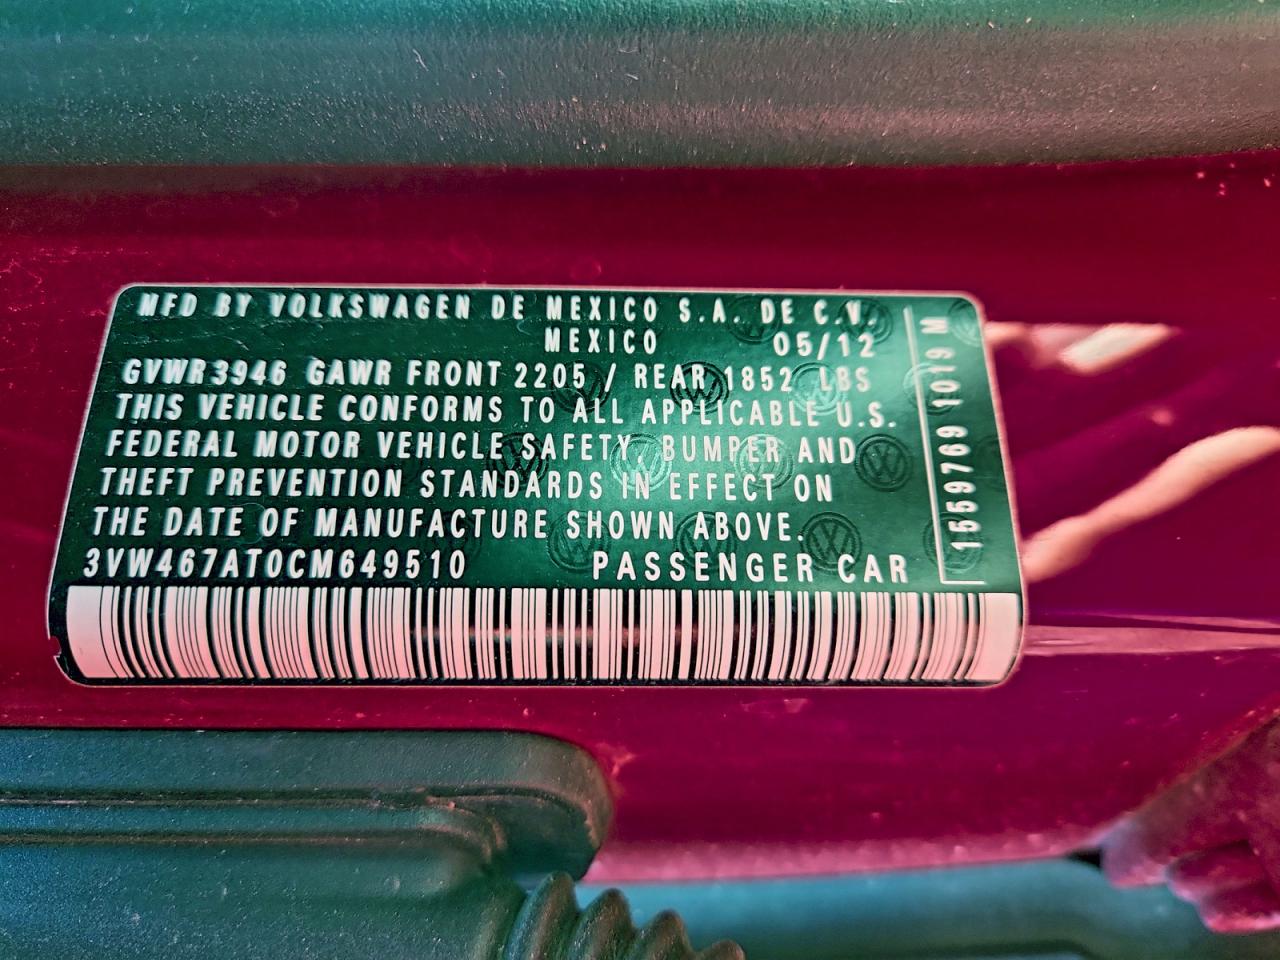 MFD BY VOLKSWAGEN DE MEXICO S.A. DE C.V.
MEXICO 05/12
GVWR 3946 GAWR FRONT 2205 / REAR 1852 LBS
THIS VEHICLE CONFORMS TO ALL APPLICABLE U.S.
FEDERAL MOTOR VEHICLE SAFETY, BUMPER AND
THEFT PREVENTION STANDARDS IN EFFECT ON
THE DATE OF MANUFACTURE SHOWN ABOVE.
3VW467AT0CM649510 PASSENGER CAR
1559769 1019 M